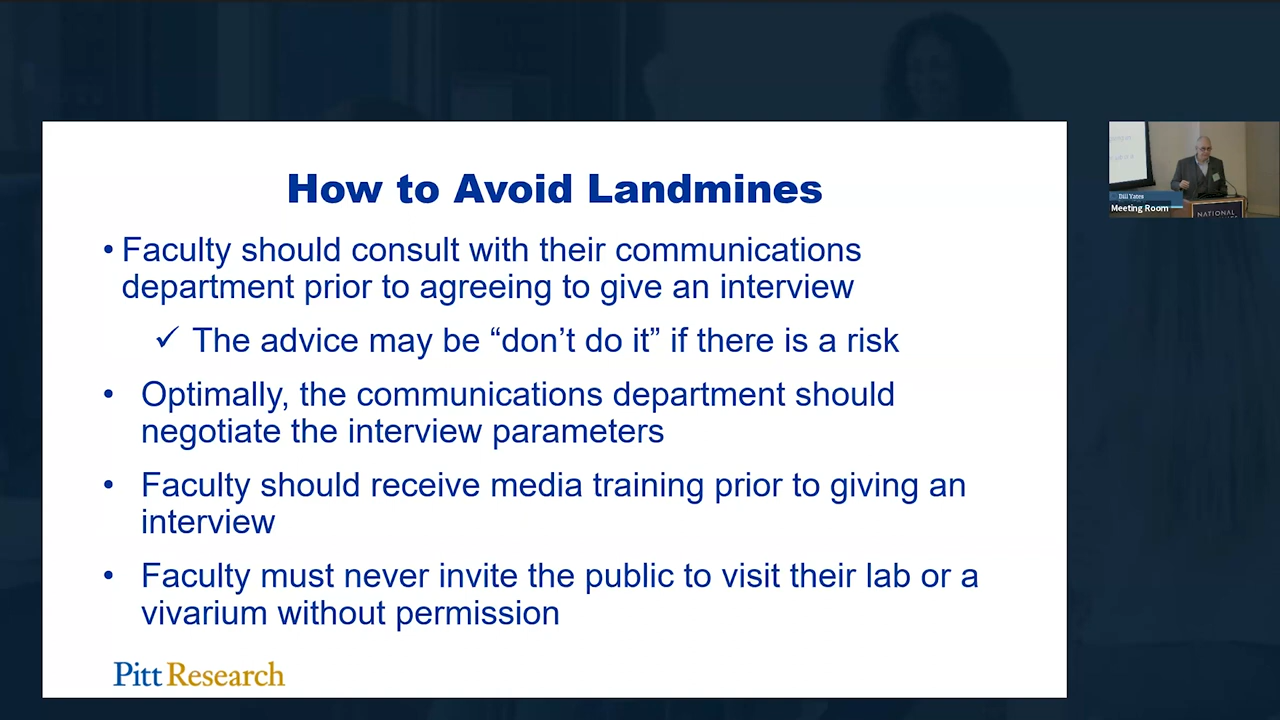 How to Avoid Landmines
• Faculty should consult with their communications
department prior to agreeing to give an interview
✓ The advice may be “don’t do it” if there is a risk
• Optimally, the communications department should
negotiate the interview parameters
• Faculty should receive media training prior to giving an
interview
• Faculty must never invite the public to visit their lab or a
vivarium without permission
Pitt Research
Bill Yates
Meeting Room
NATIONAL